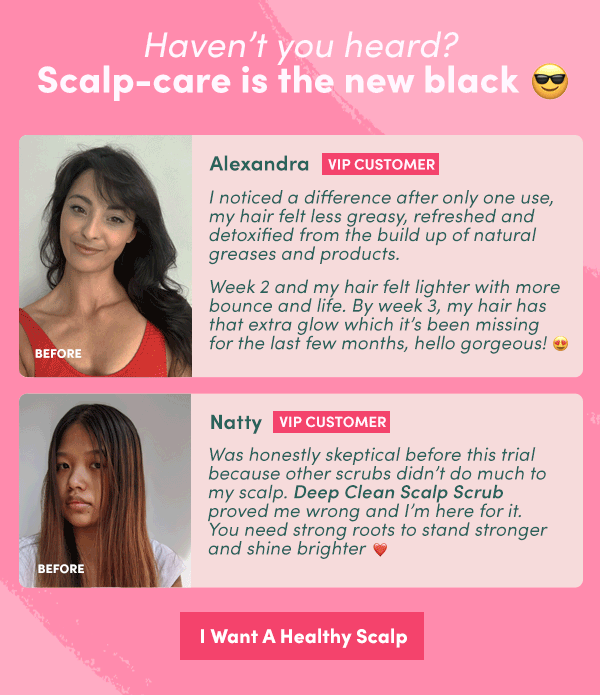 Haven't you heard?
Scalp-care is the new black 😎
Alexandra VIP CUSTOMER
I noticed a difference after only one use,
my hair felt less greasy, refreshed and
detoxified from the build up of natural
greases and products.
Week 2 and my hair felt lighter with more
bounce and life. By week 3, my hair has
that extra glow which it's been missing
for the last few months, hello gorgeous! 😍
BEFORE
Natty VIP CUSTOMER
Was honestly skeptical before this trial
because other scrubs didn't do much to
my scalp. Deep Clean Scalp Scrub
proved me wrong and I'm here for it.
You need strong roots to stand stronger
and shine brighter ❤️
BEFORE
I Want A Healthy Scalp